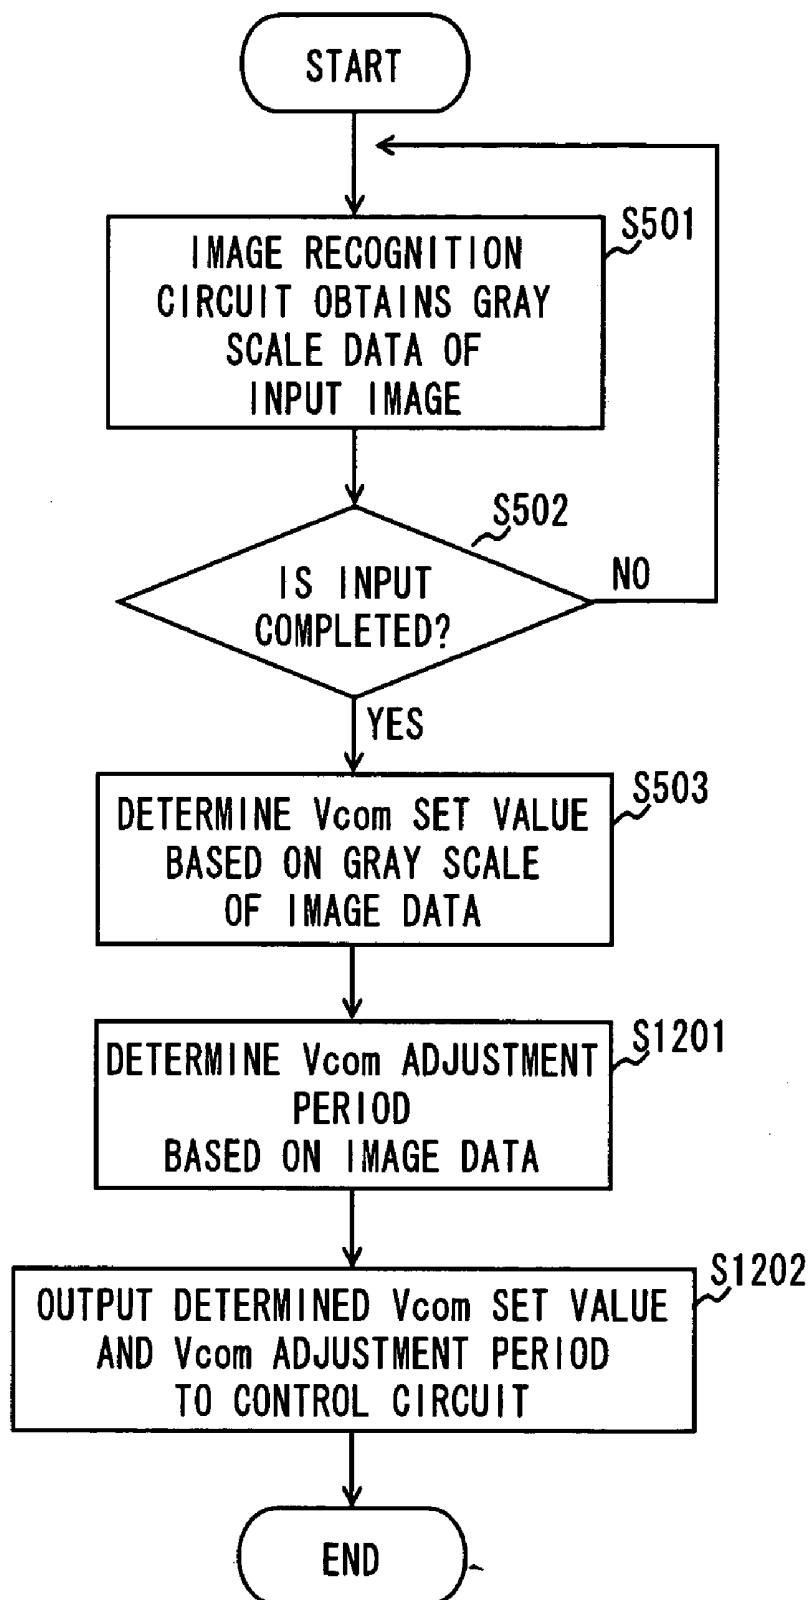 START
S501
IMAGE RECOGNITION
CIRCUIT OBTAINS GRAY
SCALE DATA OF
INPUT IMAGE
S502
IS INPUT
COMPLETED?
NO
YES
S503
DETERMINE Vcom SET VALUE
BASED ON GRAY SCALE
OF IMAGE DATA
S1201
DETERMINE Vcom ADJUSTMENT
PERIOD
BASED ON IMAGE DATA
S1202
OUTPUT DETERMINED Vcom SET VALUE
AND Vcom ADJUSTMENT PERIOD
TO CONTROL CIRCUIT
END